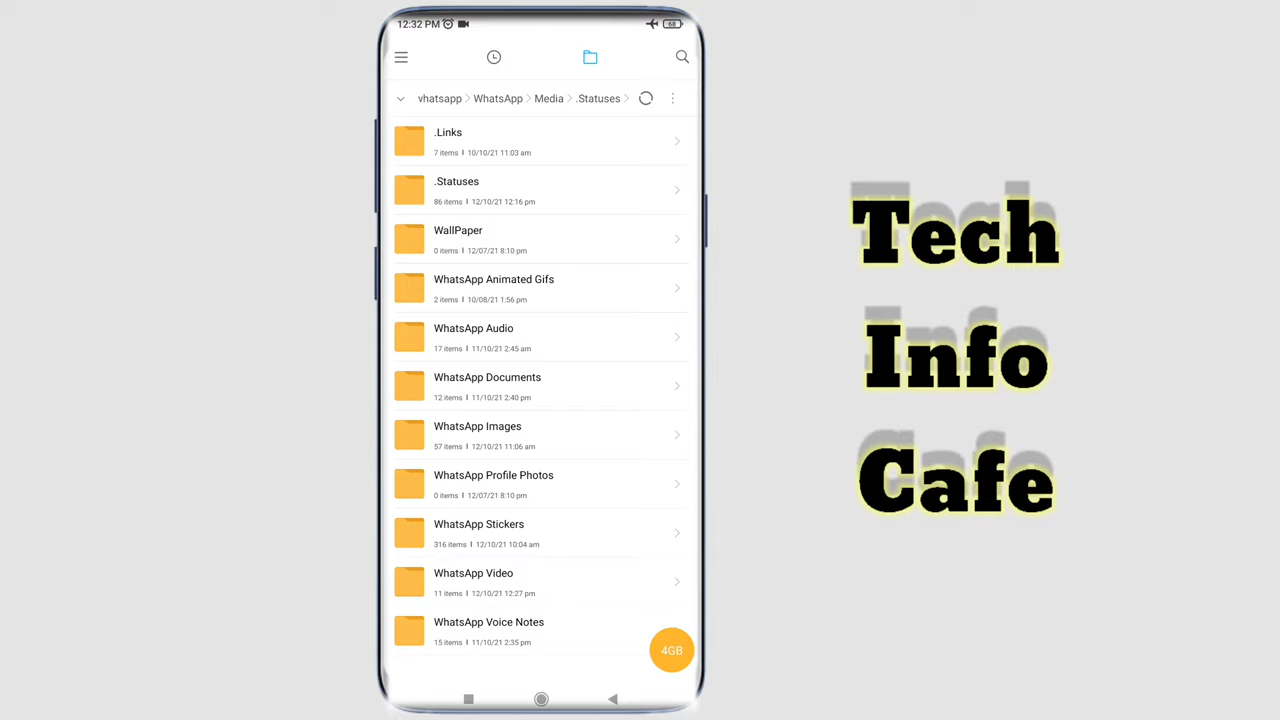 12:32 PM
68
whatsapp WhatsApp Media .Statuses
.Links
7 items 10/10/21 11:03 am
.Statuses
86 items 12/10/21 12:16 pm
WallPaper
0 items 12/07/21 8:10 pm
WhatsApp Animated Gifs
2 items 10/08/21 1:56 pm
WhatsApp Audio
17 items 11/10/21 2:45 am
WhatsApp Documents
12 items 11/10/21 2:40 pm
WhatsApp Images
57 items 12/10/21 11:06 am
WhatsApp Profile Photos
0 items 12/07/21 8:10 pm
WhatsApp Stickers
316 items 12/10/21 10:04 am
WhatsApp Video
11 items 12/10/21 12:27 pm
WhatsApp Voice Notes
15 items 11/10/21 2:35 pm
4GB
Tech
Info
Cafe